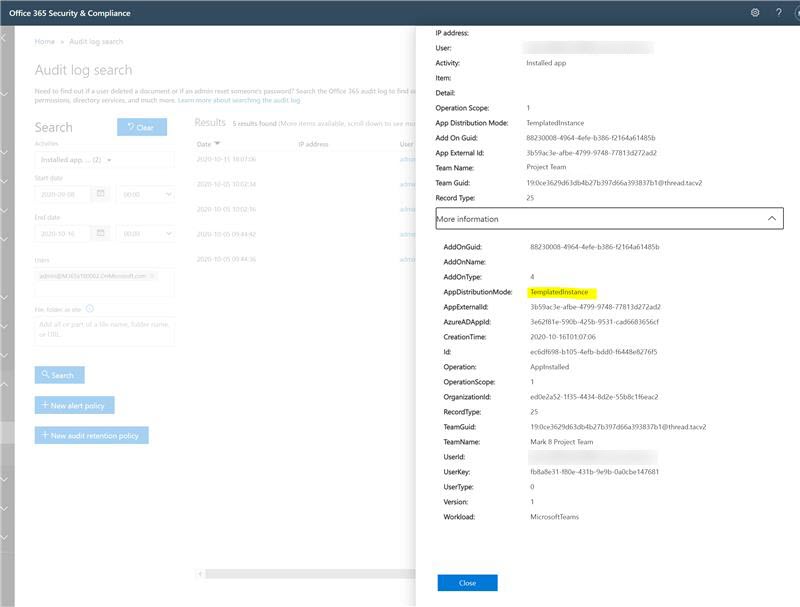 Office 365 Security & Compliance
?
Home > Audit log search
Audit log search
Need to find out if a user deleted a document or if an admin reset someone's password? Search the Office 365 audit log to find out
permissions, directory services, and much more. Learn more about searching the audit log
Search
Clear
Activities
Installed app, ... (2)
Start date
2020-09-08
00:00
End date
2020-10-16
00:00
Users
admin@M365x100002.OnMicrosoft.com ×
File, folder, or site
Add all or part of a file name, folder name,
or URL.
Search
+ New alert policy
+ New audit retention policy
Results 5 results found (More items available, scroll down to see mo
Date IP address User
2020-10-15 18:07:06 admi
2020-10-05 10:02:34 admi
2020-10-05 10:02:16 admi
2020-10-05 09:44:42 admi
2020-10-05 09:44:36 admi
IP address:
User:
Activity: Installed app
Item:
Detail:
Operation Scope: 1
App Distribution Mode: TemplatedInstance
Add On Guid: 88230008-4964-4efe-b386-f2164a61485b
App External Id: 3b59ac3e-afbe-4799-9748-77813d272ad2
Team Name: Project Team
Team Guid: 19:0ce3629d63db4b27b397d66a393837b1@thread.tacv2
Record Type: 25
More information
AddOnGuid: 88230008-4964-4efe-b386-f2164a61485b
AddOnName:
AddOnType: 4
AppDistributionMode: TemplatedInstance
AppExternalId: 3b59ac3e-afbe-4799-9748-77813d272ad2
AzureADAppId: 3e62f81e-590b-425b-9531-cad6683656cf
CreationTime: 2020-10-16T01:07:06
Id: ec6df698-b105-4efb-bdd0-f6448e8276f5
Operation: AppInstalled
OperationScope: 1
OrganizationId: ed0e2a52-1f35-4434-8d2e-55b8c1f6eac2
RecordType: 25
TeamGuid: 19:0ce3629d63db4b27b397d66a393837b1@thread.tacv2
TeamName: Mark 8 Project Team
UserId:
UserKey: fb8a8e31-f80e-431b-9e9b-0a0cbe147681
UserType: 0
Version: 1
Workload: MicrosoftTeams
Close